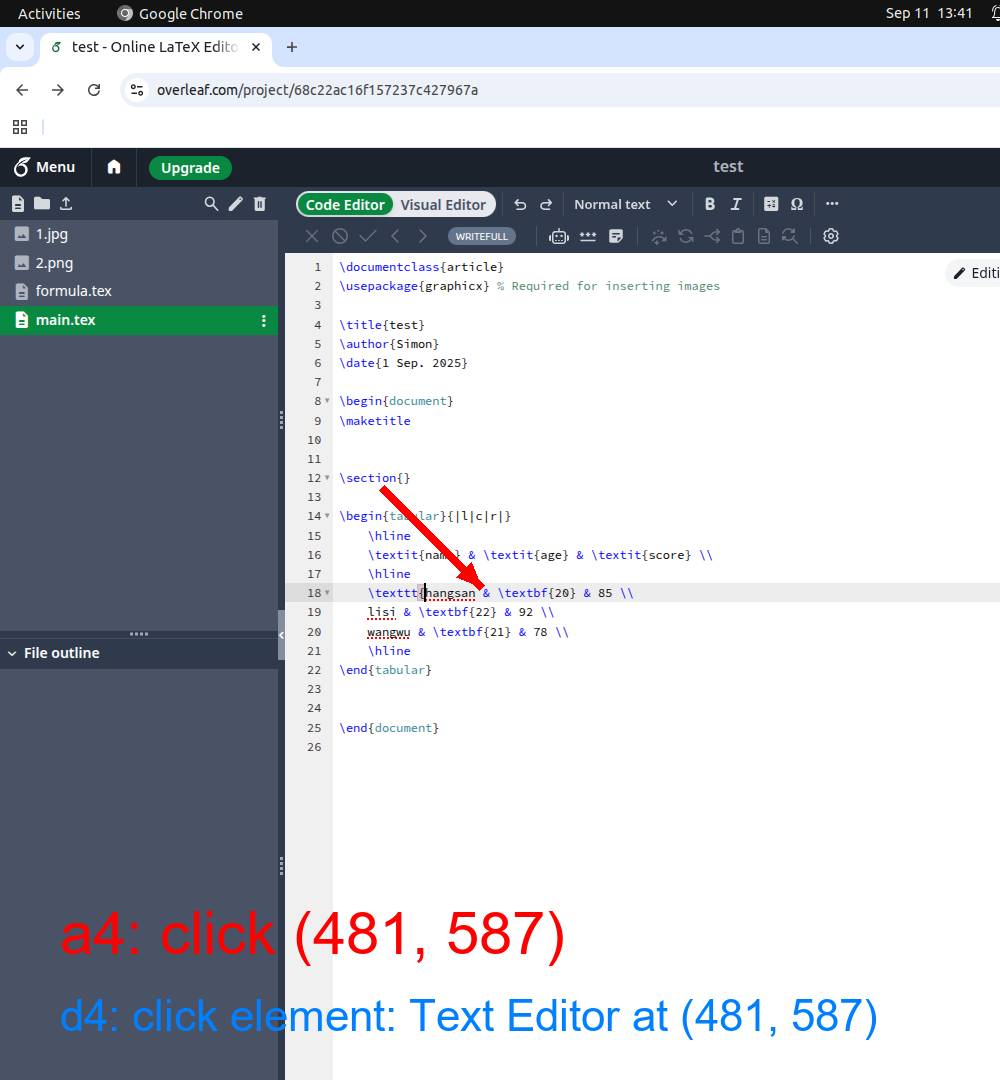 Activities Google Chrome Sep 11 13:41
test - Online LaTeX Edito
overleaf.com/project/68c22ac16f157237c427967a
Menu Upgrade test
Code Editor Visual Editor Normal text B I Ω
WRITEFULL
1.jpg
2.png
formula.tex
main.tex
File outline
Editi
1 \documentclass{article}
2 \usepackage{graphicx} % Required for inserting images
3
4 \title{test}
5 \author{Simon}
6 \date{1 Sep. 2025}
7
8 \begin{document}
9 \maketitle
10
11
12 \section{}
13
14 \begin{tabular}{|l|c|r|}
15 \hline
16 \textit{name} & \textit{age} & \textit{score} \\
17 \hline
18 \texttt{hangsan & \textbf{20} & 85 \\
19 lisi & \textbf{22} & 92 \\
20 wangwu & \textbf{21} & 78 \\
21 \hline
22 \end{tabular}
23
24
25 \end{document}
26
a4: click (481, 587)
d4: click element: Text Editor at (481, 587)